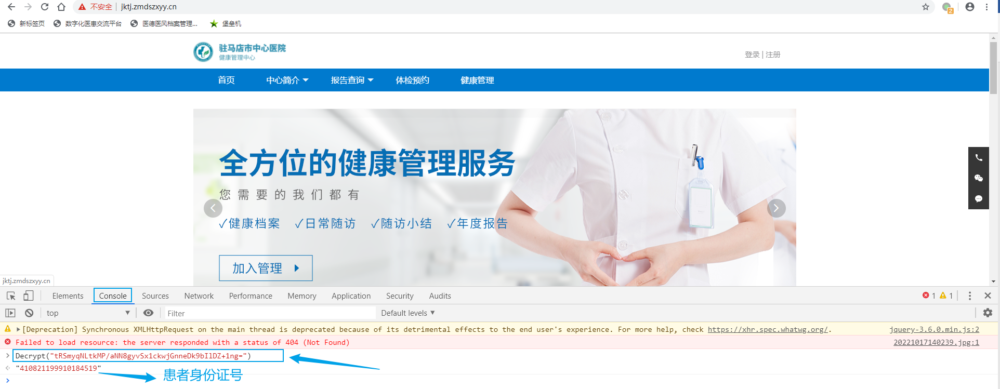 不安全 | jktj.zmdszxyy.cn
2
新标签页 数字化医患交流平台 医德医风档案管理... 堡垒机
驻马店市中心医院
健康管理中心
登录 | 注册
首页 中心简介 报告查询 体检预约 健康管理
全方位的健康管理服务
您需要的我们都有
✓健康档案 ✓日常随访 ✓随访小结 ✓年度报告
加入管理
jktj.zmdszxyy.cn
Elements Console Sources Network Performance Memory Application Security Audits 1 1
top Filter Default levels
[Deprecation] Synchronous XMLHttpRequest on the main thread is deprecated because of its detrimental effects to the end user's experience. For more help, check https://xhr.spec.whatwg.org/. jquery-3.6.0.min.js:2
Failed to load resource: the server responded with a status of 404 (Not Found) 20221017140239.jpg:1
Decrypt("tRSmyqNLtkMP/aNN8gyvSx1ckwjGnneDk9bIlDZ+1ng=")
"410821199910184519"
患者身份证号